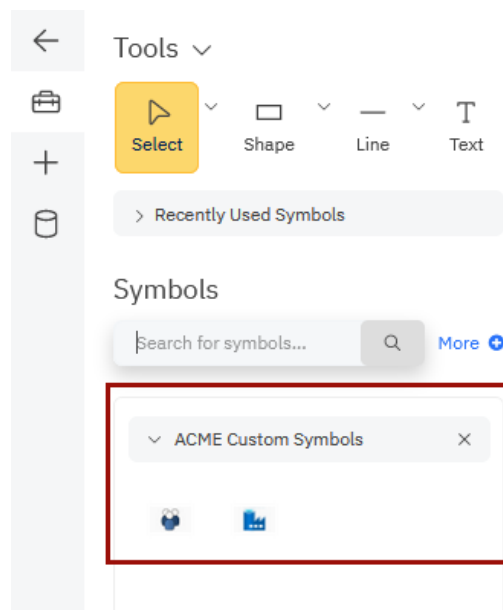 Tools
Select
Shape
Line
Text
Recently Used Symbols
Symbols
Search for symbols...
More
ACME Custom Symbols